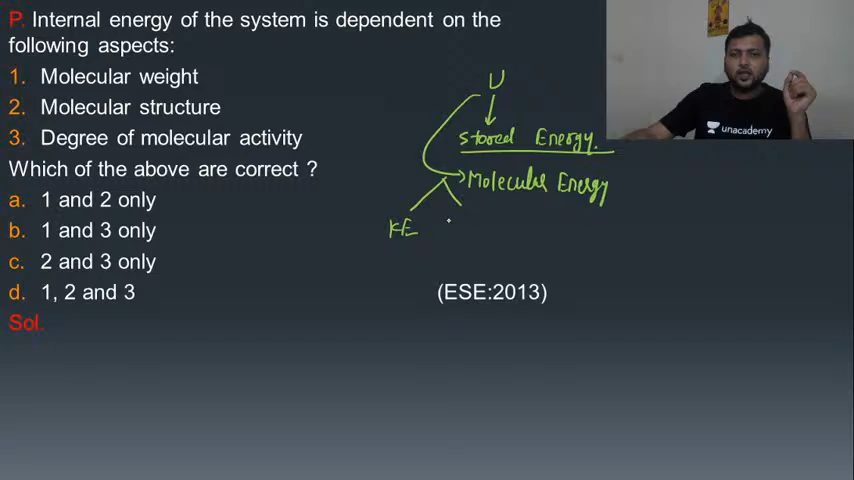 P. Internal energy of the system is dependent on the
following aspects:
1. Molecular weight
2. Molecular structure
3. Degree of molecular activity
Which of the above are correct ?
a. 1 and 2 only
b. 1 and 3 only
c. 2 and 3 only
d. 1, 2 and 3
(ESE:2013)
Sol.
U
stored Energy.
Molecular Energy
KE
unacademy